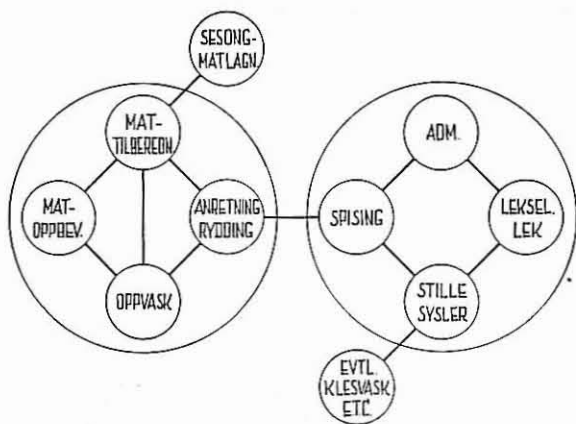 SESONG-
MATLAGN.
MAT-
TILBEREDN.
MAT-
OPPBEV.
ANRETNING
RYDDING
OPPVASK
ADM.
SPISING
LEKSEL.
LEK
STILLE
SYSLER
EVTL.
KLESVASK
ETC.